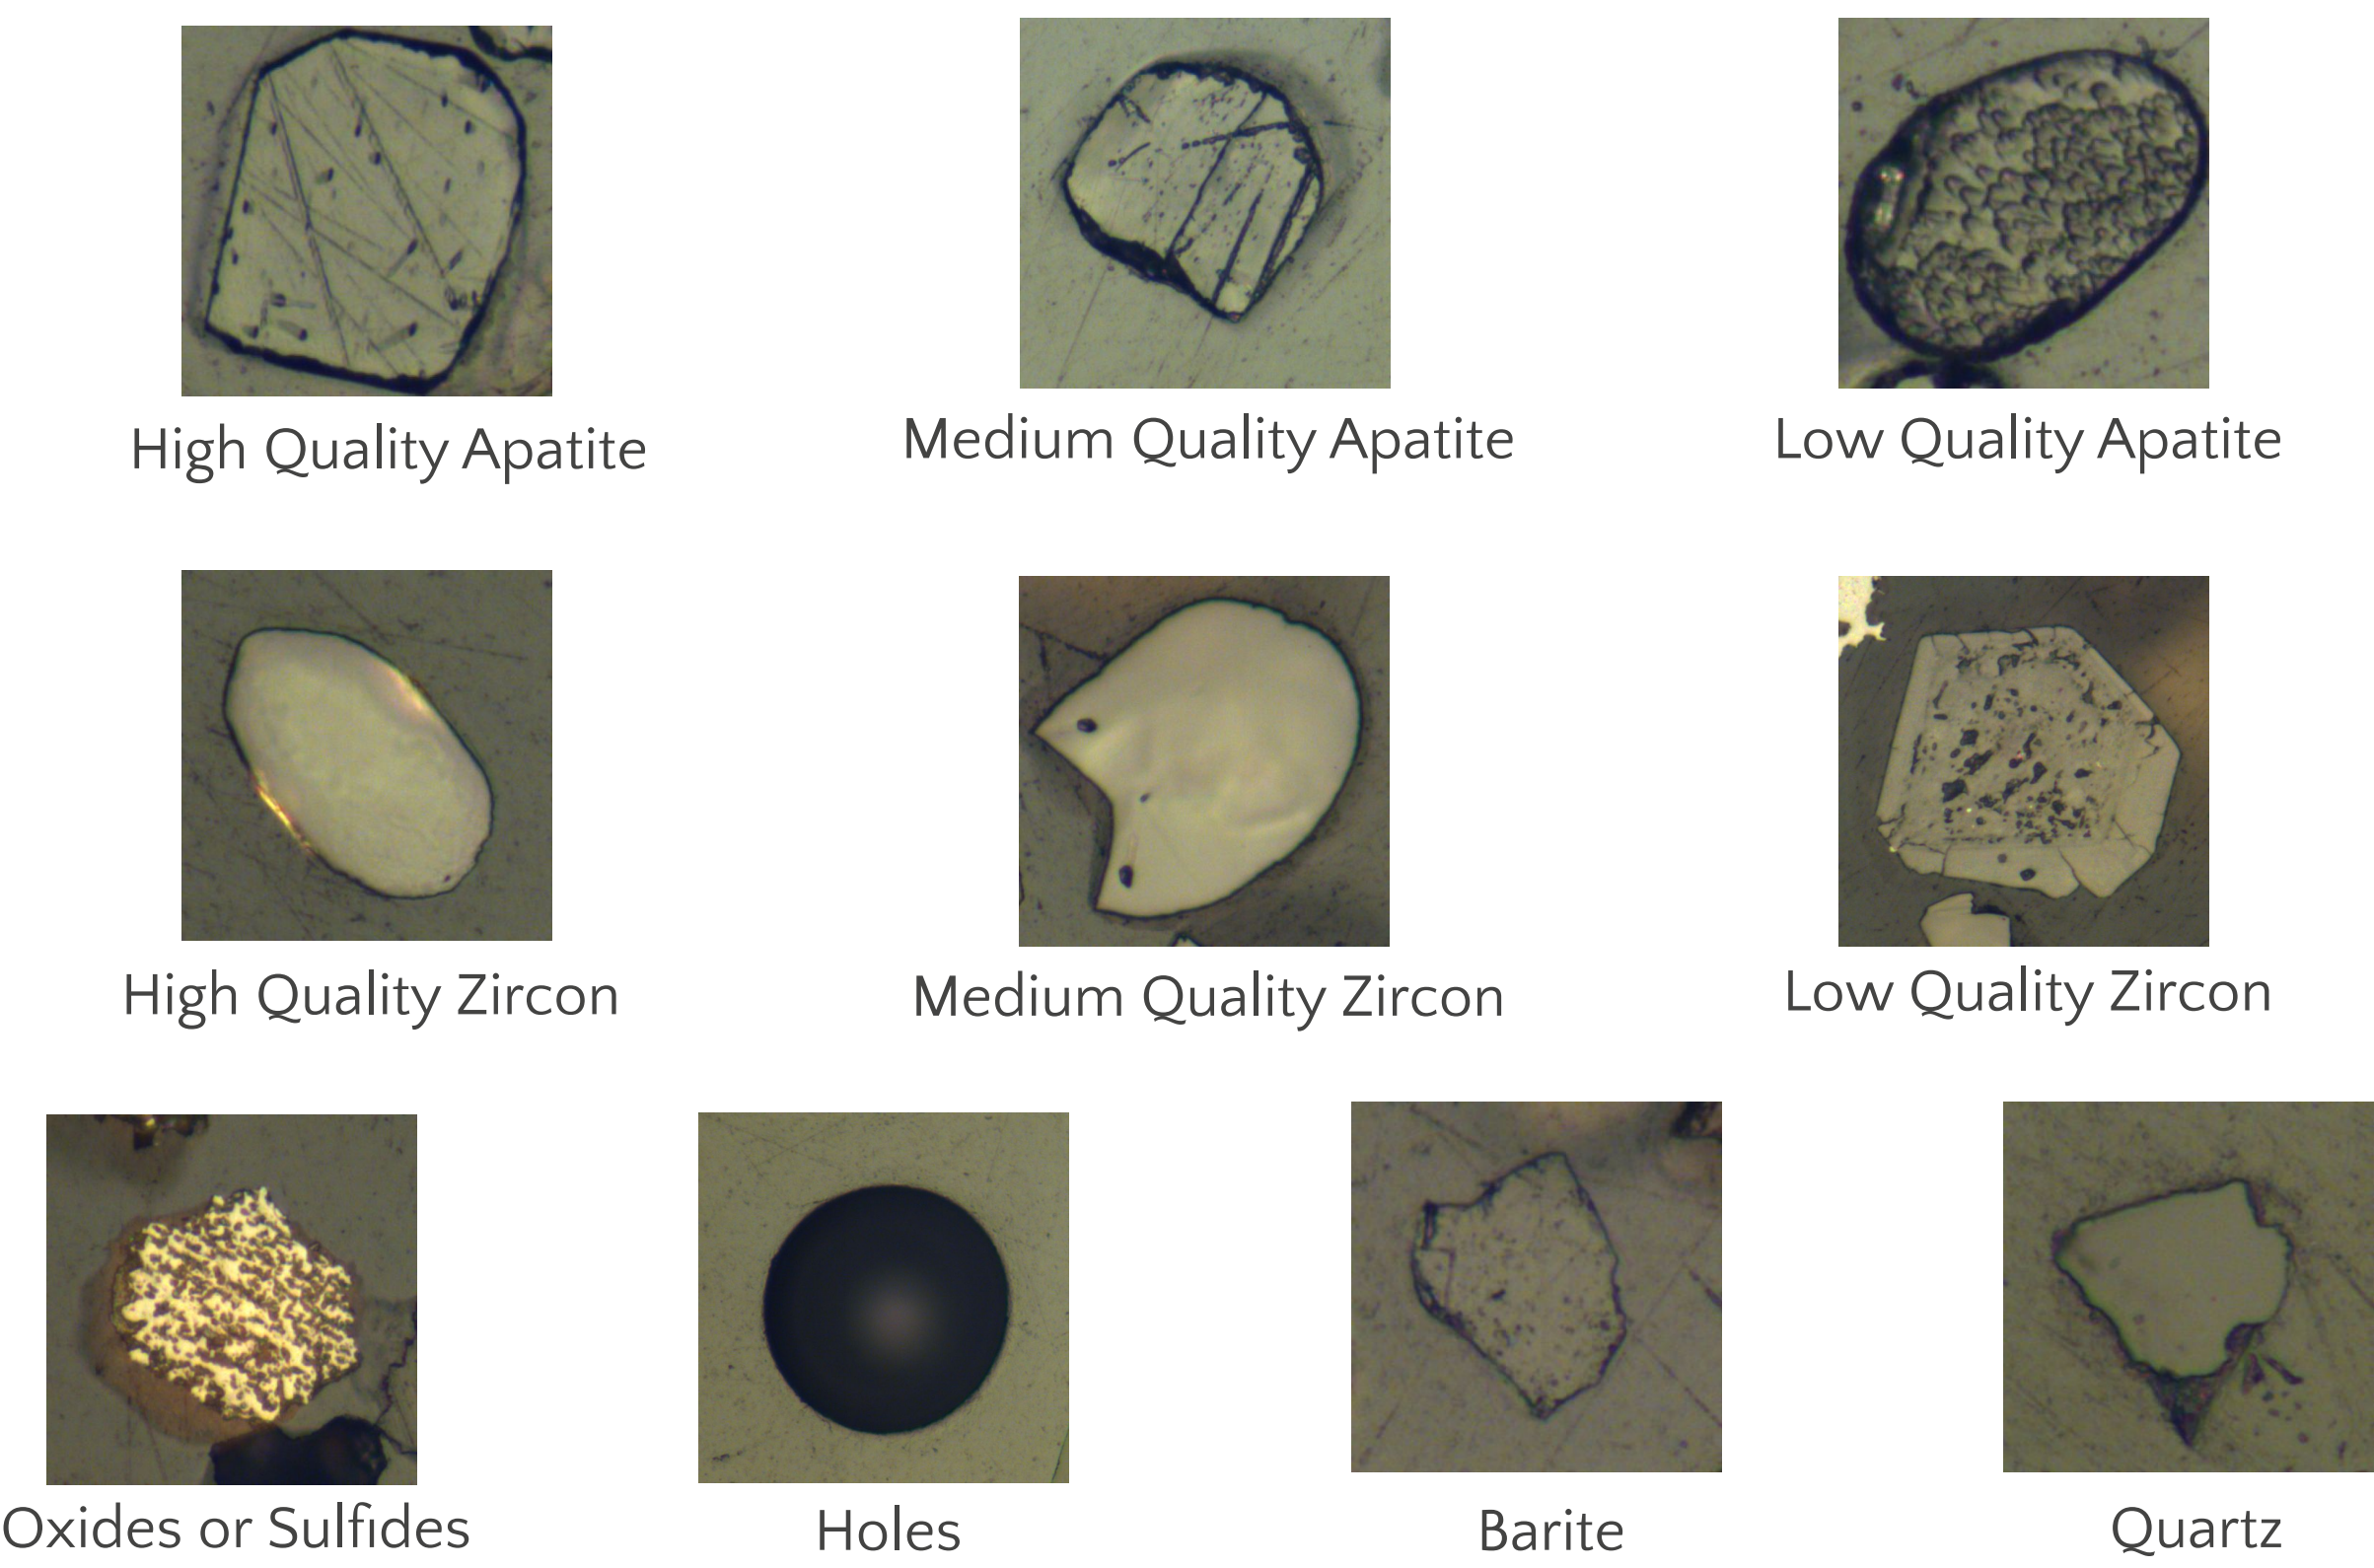 High Quality Apatite
Medium Quality Apatite
Low Quality Apatite
High Quality Zircon
Medium Quality Zircon
Low Quality Zircon
Oxides or Sulfides
Holes
Barite
Quartz